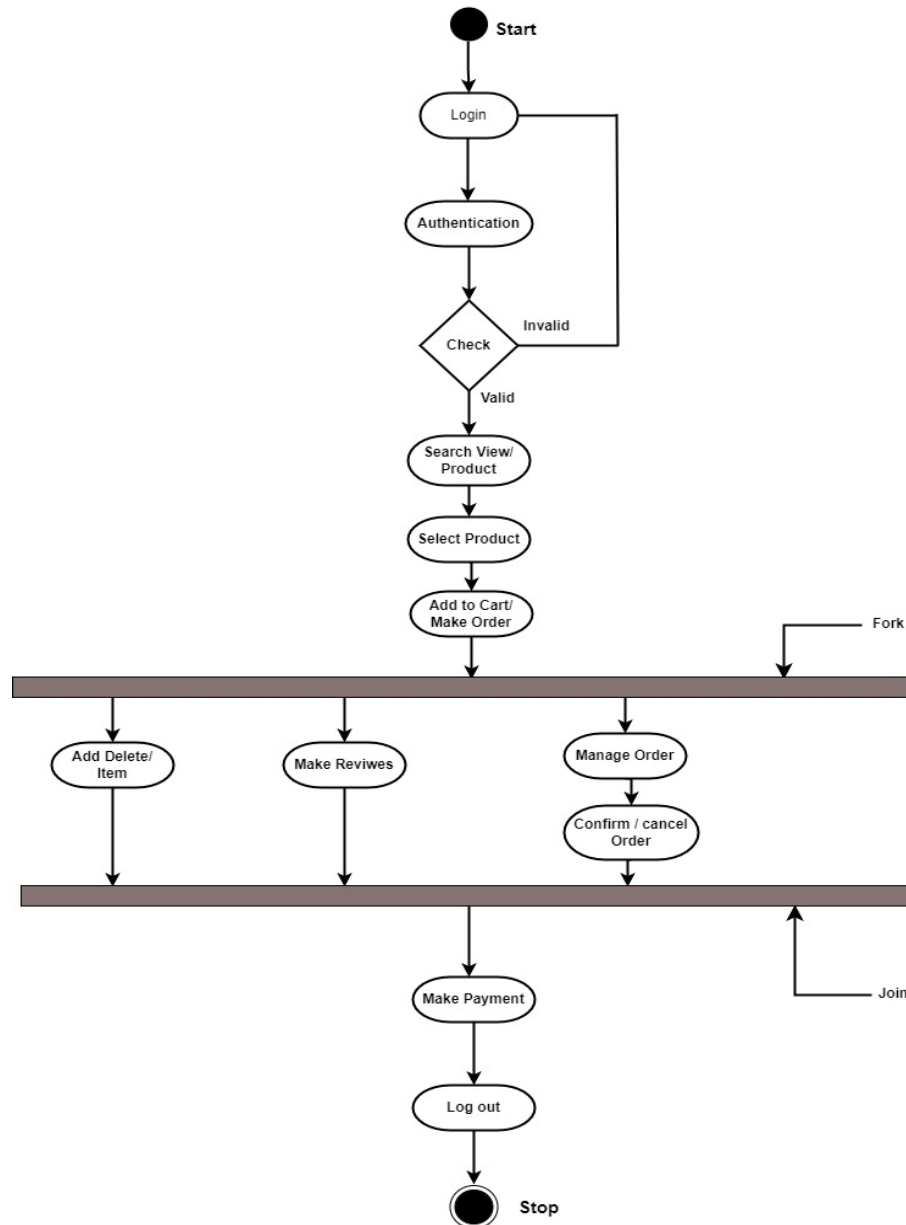 Start
Login
Authentication
Invalid
Check
Valid
Search View/
Product
Select Product
Add to Cart/
Make Order
Fork
Add Delete/
Item
Make Reviwes
Manage Order
Confirm / cancel
Order
Make Payment
Join
Log out
Stop